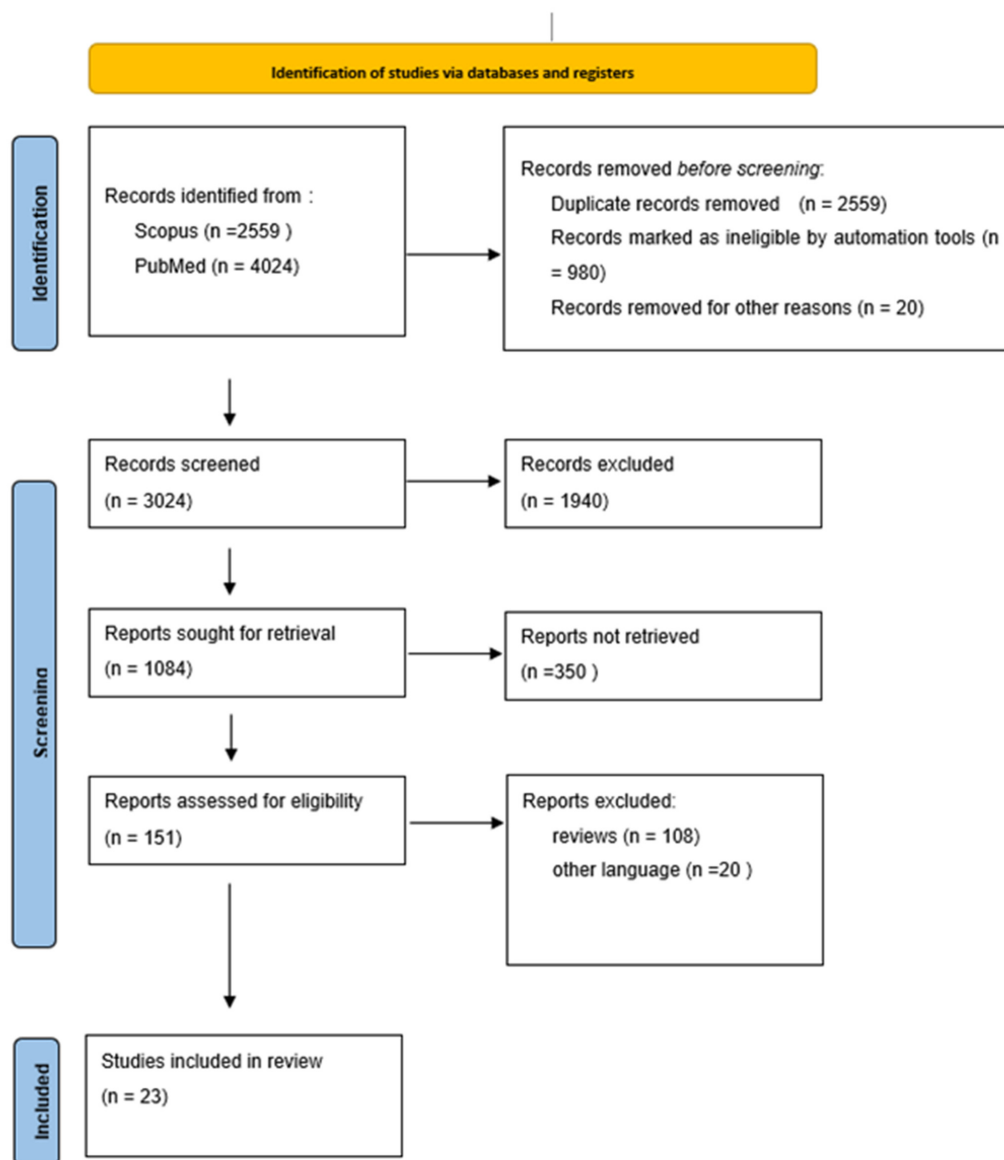 Identification of studies via databases and registers
Identification
Records identified from :
Scopus (n =2559 )
PubMed (n = 4024)
Records removed before screening:
Duplicate records removed (n = 2559)
Records marked as ineligible by automation tools (n
= 980)
Records removed for other reasons (n = 20)
Screening
Records screened
(n = 3024)
Records excluded
(n = 1940)
Reports sought for retrieval
(n = 1084)
Reports not retrieved
(n =350 )
Reports assessed for eligibility
(n = 151)
Reports excluded:
reviews (n = 108)
other language (n =20 )
Included
Studies included in review
(n = 23)